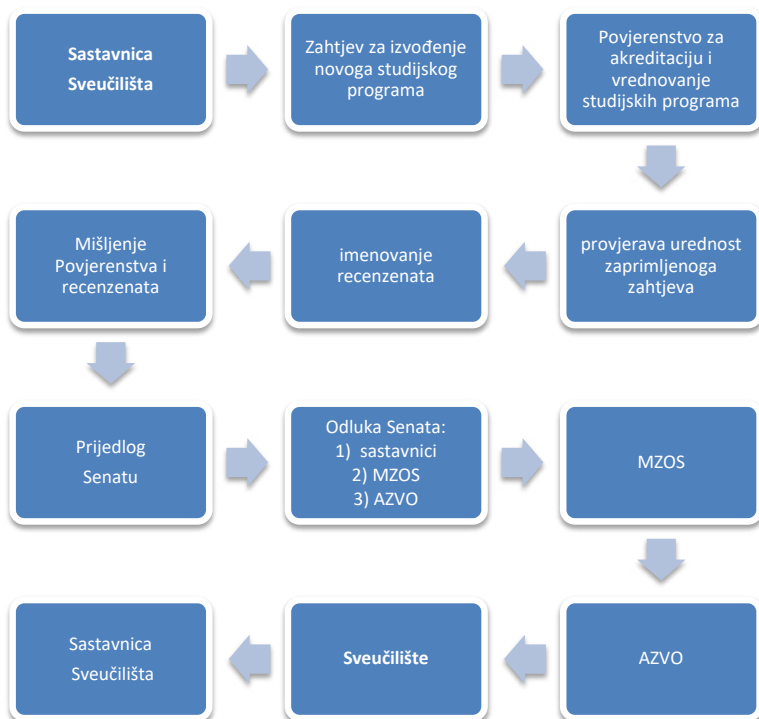 Sastavnica
Sveučilišta
Zahtjev za izvođenje
novoga studijskog
programa
Povjerenstvo za
akreditaciju i
vrednovanje
studijskih programa
provjerava urednost
zaprimljenoga
zahtjeva
imenovanje
recenzenata
Mišljenje
Povjerenstva i
recenzenata
Prijedlog
Senatu
Odluka Senata:
1) sastavnici
2) MZOS
3) AZVO
MZOS
AZVO
Sveučilište
Sastavnica
Sveučilišta